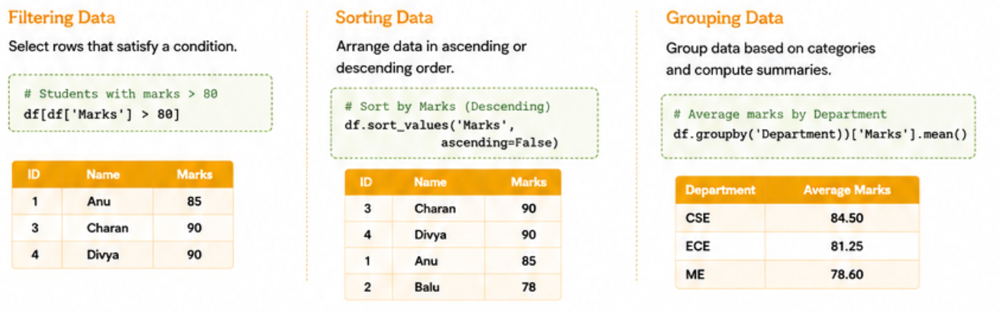 Filtering Data
Select rows that satisfy a condition.
# Students with marks > 80
df[df['Marks'] > 80]
ID Name Marks
1 Anu 85
3 Charan 90
4 Divya 90
Sorting Data
Arrange data in ascending or
descending order.
# Sort by Marks (Descending)
df.sort_values('Marks',
ascending=False)
ID Name Marks
3 Charan 90
4 Divya 90
1 Anu 85
2 Balu 78
Grouping Data
Group data based on categories
and compute summaries.
# Average marks by Department
df.groupby('Department'))['Marks'].mean()
Department Average Marks
CSE 84.50
ECE 81.25
ME 78.60